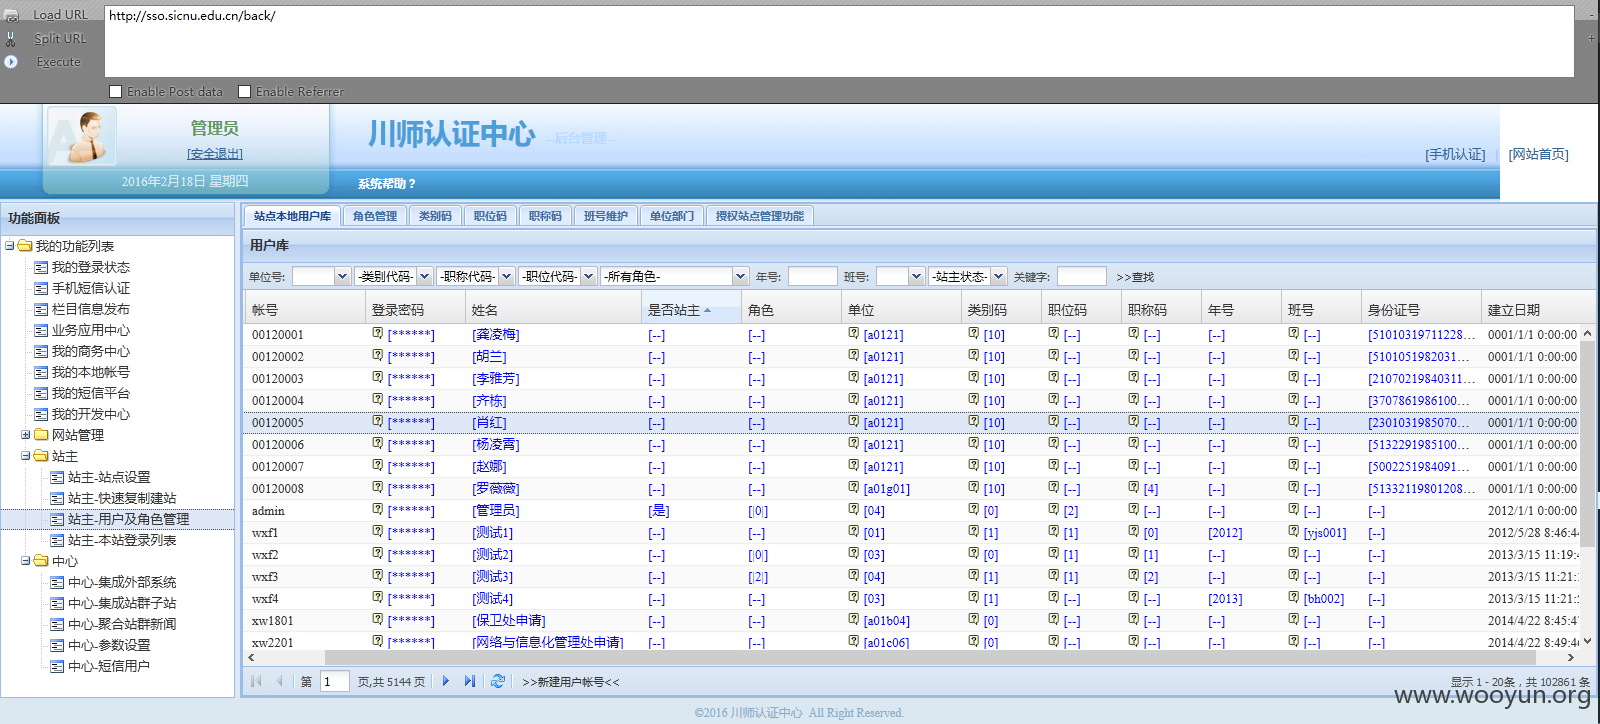 Load URL
http://sso.sicnu.edu.cn/back/
Split URL
Execute
Enable Post data Enable Referrer
管理员
[安全退出]
2016年2月18日 星期四
川师认证中心 --后台管理--
[手机认证] [网站首页]
系统帮助？
功能面板
我的功能列表
我的登录状态
手机短信认证
栏目信息发布
业务应用中心
我的商务中心
我的本地帐号
我的短信平台
我的开发中心
网站管理
站主
站主-站点设置
站主-快速复制建站
站主-用户及角色管理
站主-本站登录列表
中心
中心-集成外部系统
中心-集成站群子站
中心-聚合站群新闻
中心-参数设置
中心-短信用户
站点本地用户库 角色管理 类别码 职位码 职称码 班号维护 单位部门 授权站点管理功能
用户库
单位号: -类别代码- -职称代码- -职位代码- -所有角色- 年号: 班号: -站主状态- 关键字: >>查找
帐号 登录密码 姓名 是否站主 角色 单位 类别码 职位码 职称码 年号 班号 身份证号 建立日期
00120001 [******] [龚凌梅] [--] [--] [a0121] [10] [--] [--] [--] [--] [51010319711228... 0001/1/1 0:00:00
00120002 [******] [胡兰] [--] [--] [a0121] [10] [--] [--] [--] [--] [5101051982031... 0001/1/1 0:00:00
00120003 [******] [李雅芳] [--] [--] [a0121] [10] [--] [--] [--] [--] [21070219840311... 0001/1/1 0:00:00
00120004 [******] [齐栋] [--] [--] [a0121] [10] [--] [--] [--] [--] [3707861986100... 0001/1/1 0:00:00
00120005 [******] [肖红] [--] [--] [a0121] [10] [--] [--] [--] [--] [2301031985070... 0001/1/1 0:00:00
00120006 [******] [杨凌霄] [--] [--] [a0121] [10] [--] [--] [--] [--] [5132291985100... 0001/1/1 0:00:00
00120007 [******] [赵娜] [--] [--] [a0121] [10] [--] [--] [--] [--] [5002251984091... 0001/1/1 0:00:00
00120008 [******] [罗薇薇] [--] [--] [a01g01] [10] [--] [4] [--] [--] [51332119801208... 0001/1/1 0:00:00
admin [******] [管理员] [是] [|0|] [04] [0] [2] [--] [--] [--] [--] 2012/1/1 0:00:00
wxf1 [******] [测试1] [--] [--] [01] [1] [1] [0] [2012] [yjs001] [--] 2012/5/28 8:46:4
wxf2 [******] [测试2] [--] [|0|] [03] [0] [1] [1] [--] [--] [--] 2013/3/15 11:19:
wxf3 [******] [测试3] [--] [|2|] [04] [1] [1] [2] [--] [--] [--] 2013/3/15 11:21:
wxf4 [******] [测试4] [--] [--] [03] [1] [--] [--] [2013] [bh002] [--] 2013/3/15 11:21:
xw1801 [******] [保卫处申请] [--] [--] [a01b04] [0] [--] [--] [--] [--] [--] 2014/4/22 8:45:4
xw2201 [******] [网络与信息化管理处申请] [--] [--] [a01c06] [0] [--] [--] [--] [--] [--] 2014/4/22 8:49:4
第 1 页,共 5144 页 >>新建用户帐号<< 显示 1 - 20条，共 102861 条
www.wooyun.org
©2016 川师认证中心 All Right Reserved.